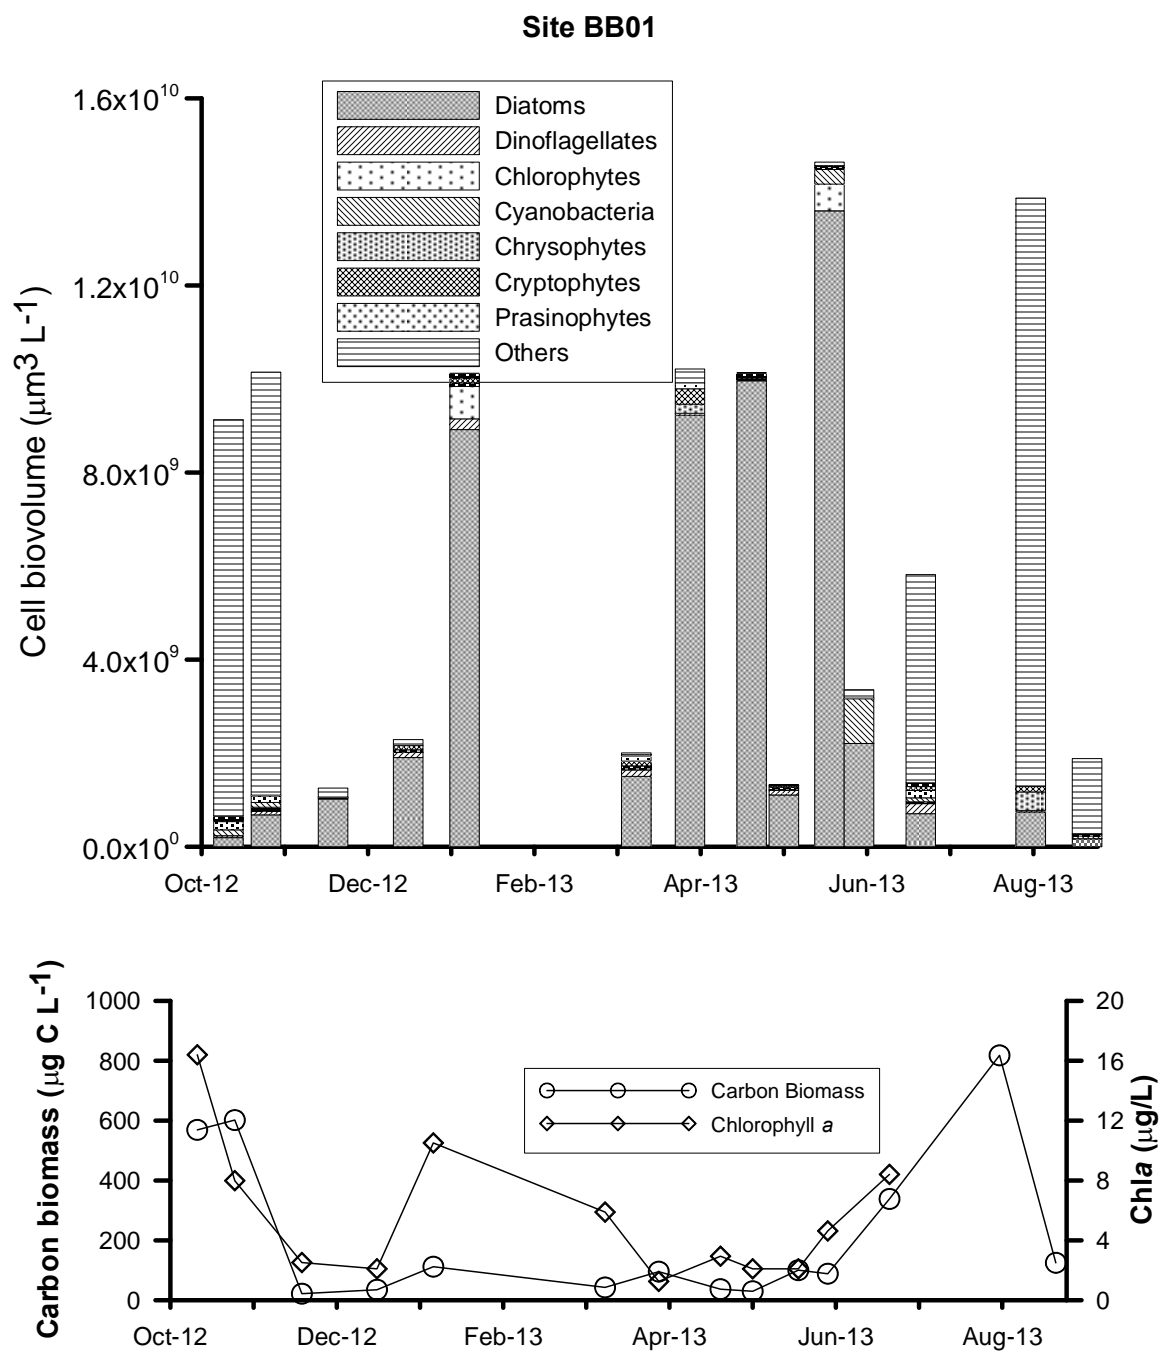 Site BB01
1.6x10^10
1.2x10^10
8.0x10^9
4.0x10^9
0.0x10^0
Cell biovolume (μm3 L-1)
Diatoms
Dinoflagellates
Chlorophytes
Cyanobacteria
Chrysophytes
Cryptophytes
Prasinophytes
Others
Oct-12 Dec-12 Feb-13 Apr-13 Jun-13 Aug-13
Carbon biomass (μg C L-1)
1000
800
600
400
200
0
Carbon Biomass
Chlorophyll a
20
16
12
8
4
0
Chla (μg/L)
Oct-12 Dec-12 Feb-13 Apr-13 Jun-13 Aug-13